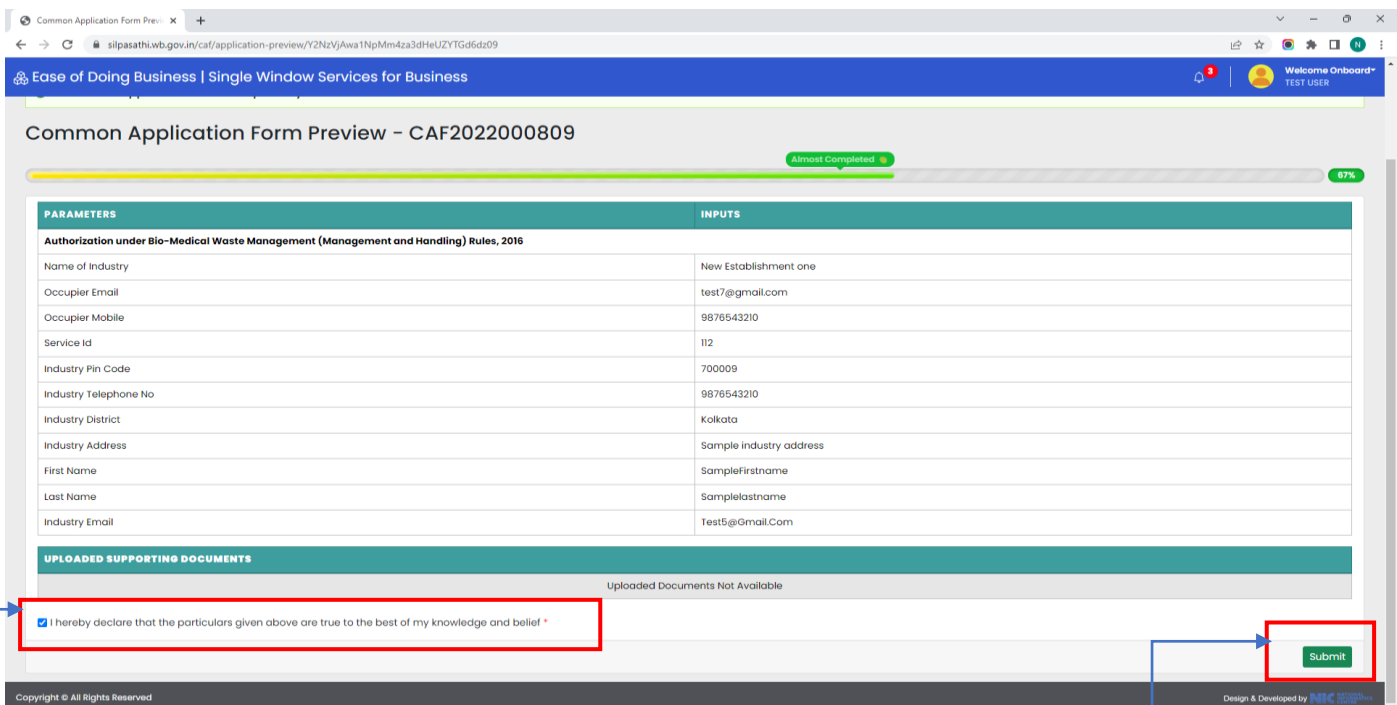 Common Application Form Previ
silpasathi.wb.gov.in/caf/application-preview/Y2NzVjAwa1NpMm4za3dHeUZYTGd6dz09
N
Ease of Doing Business | Single Window Services for Business
3
Welcome Onboard
TEST USER
Common Application Form Preview - CAF2022000809
Almost Completed
67%
PARAMETERS INPUTS
Authorization under Bio-Medical Waste Management (Management and Handling) Rules, 2016
Name of Industry New Establishment one
Occupier Email test7@gmail.com
Occupier Mobile 9876543210
Service Id 112
Industry Pin Code 700009
Industry Telephone No 9876543210
Industry District Kolkata
Industry Address Sample industry address
First Name SampleFirstname
Last Name Samplelastname
Industry Email Test5@Gmail.Com
UPLOADED SUPPORTING DOCUMENTS
Uploaded Documents Not Available
I hereby declare that the particulars given above are true to the best of my knowledge and belief *
Submit
Copyright © All Rights Reserved
Design & Developed by NIC